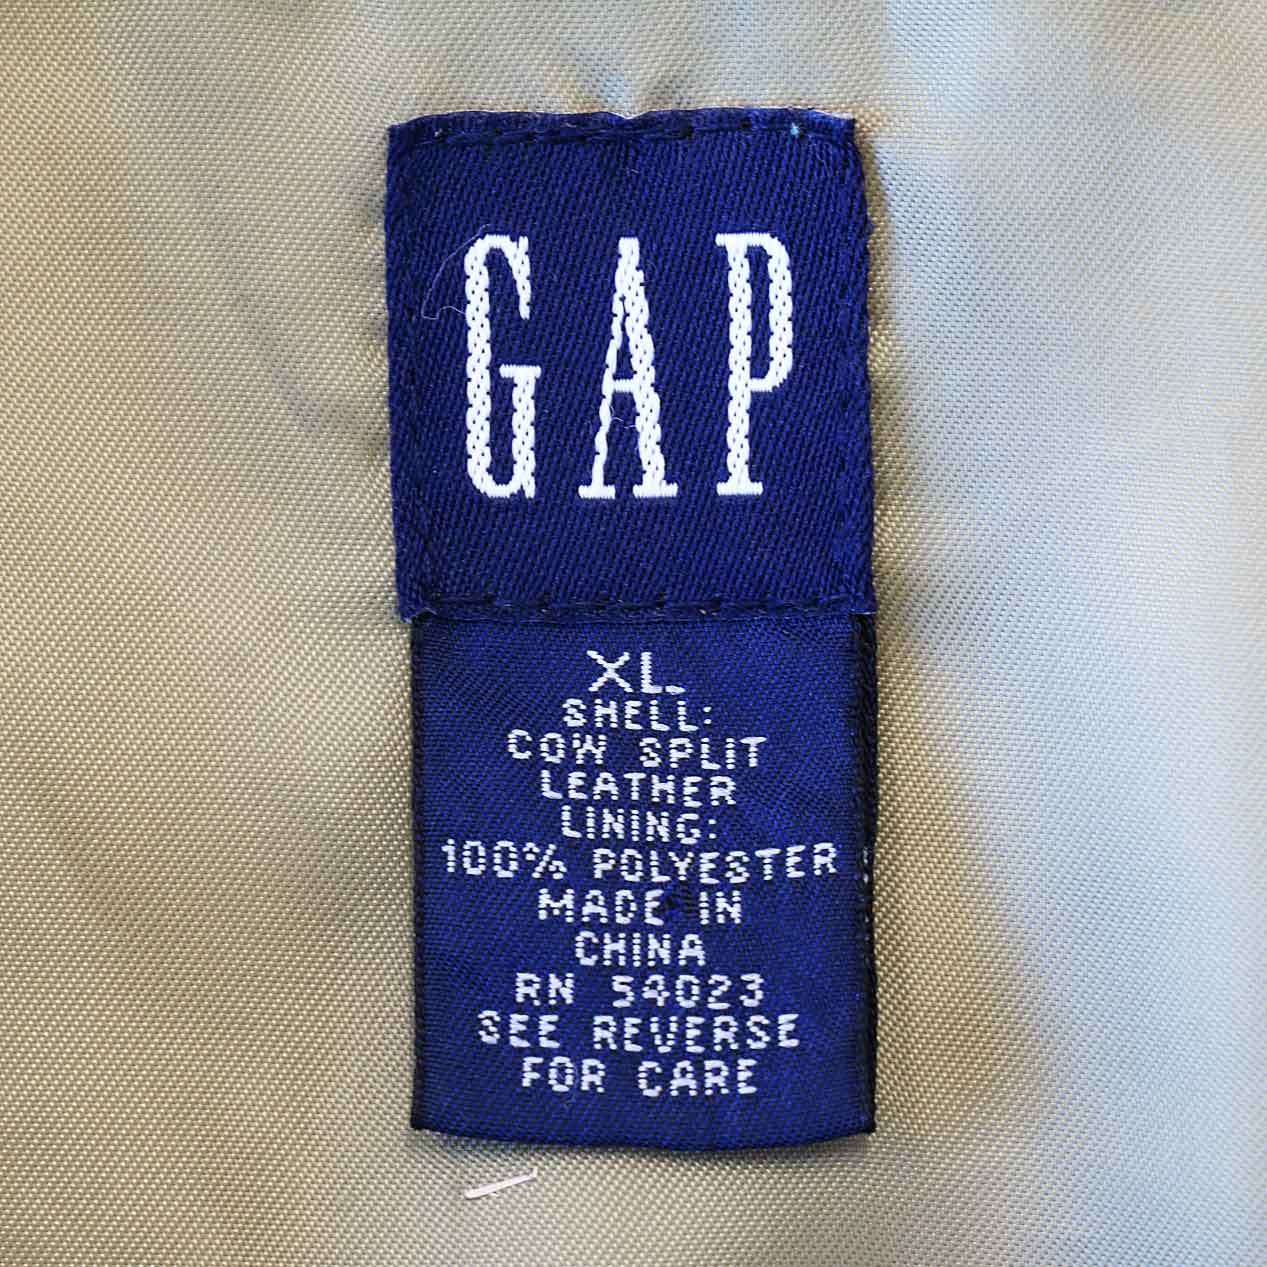 GAP
XL
SHELL:
COW SPLIT
LEATHER
LINING:
100% POLYESTER
MADE IN
CHINA
RN 54023
SEE REVERSE
FOR CARE